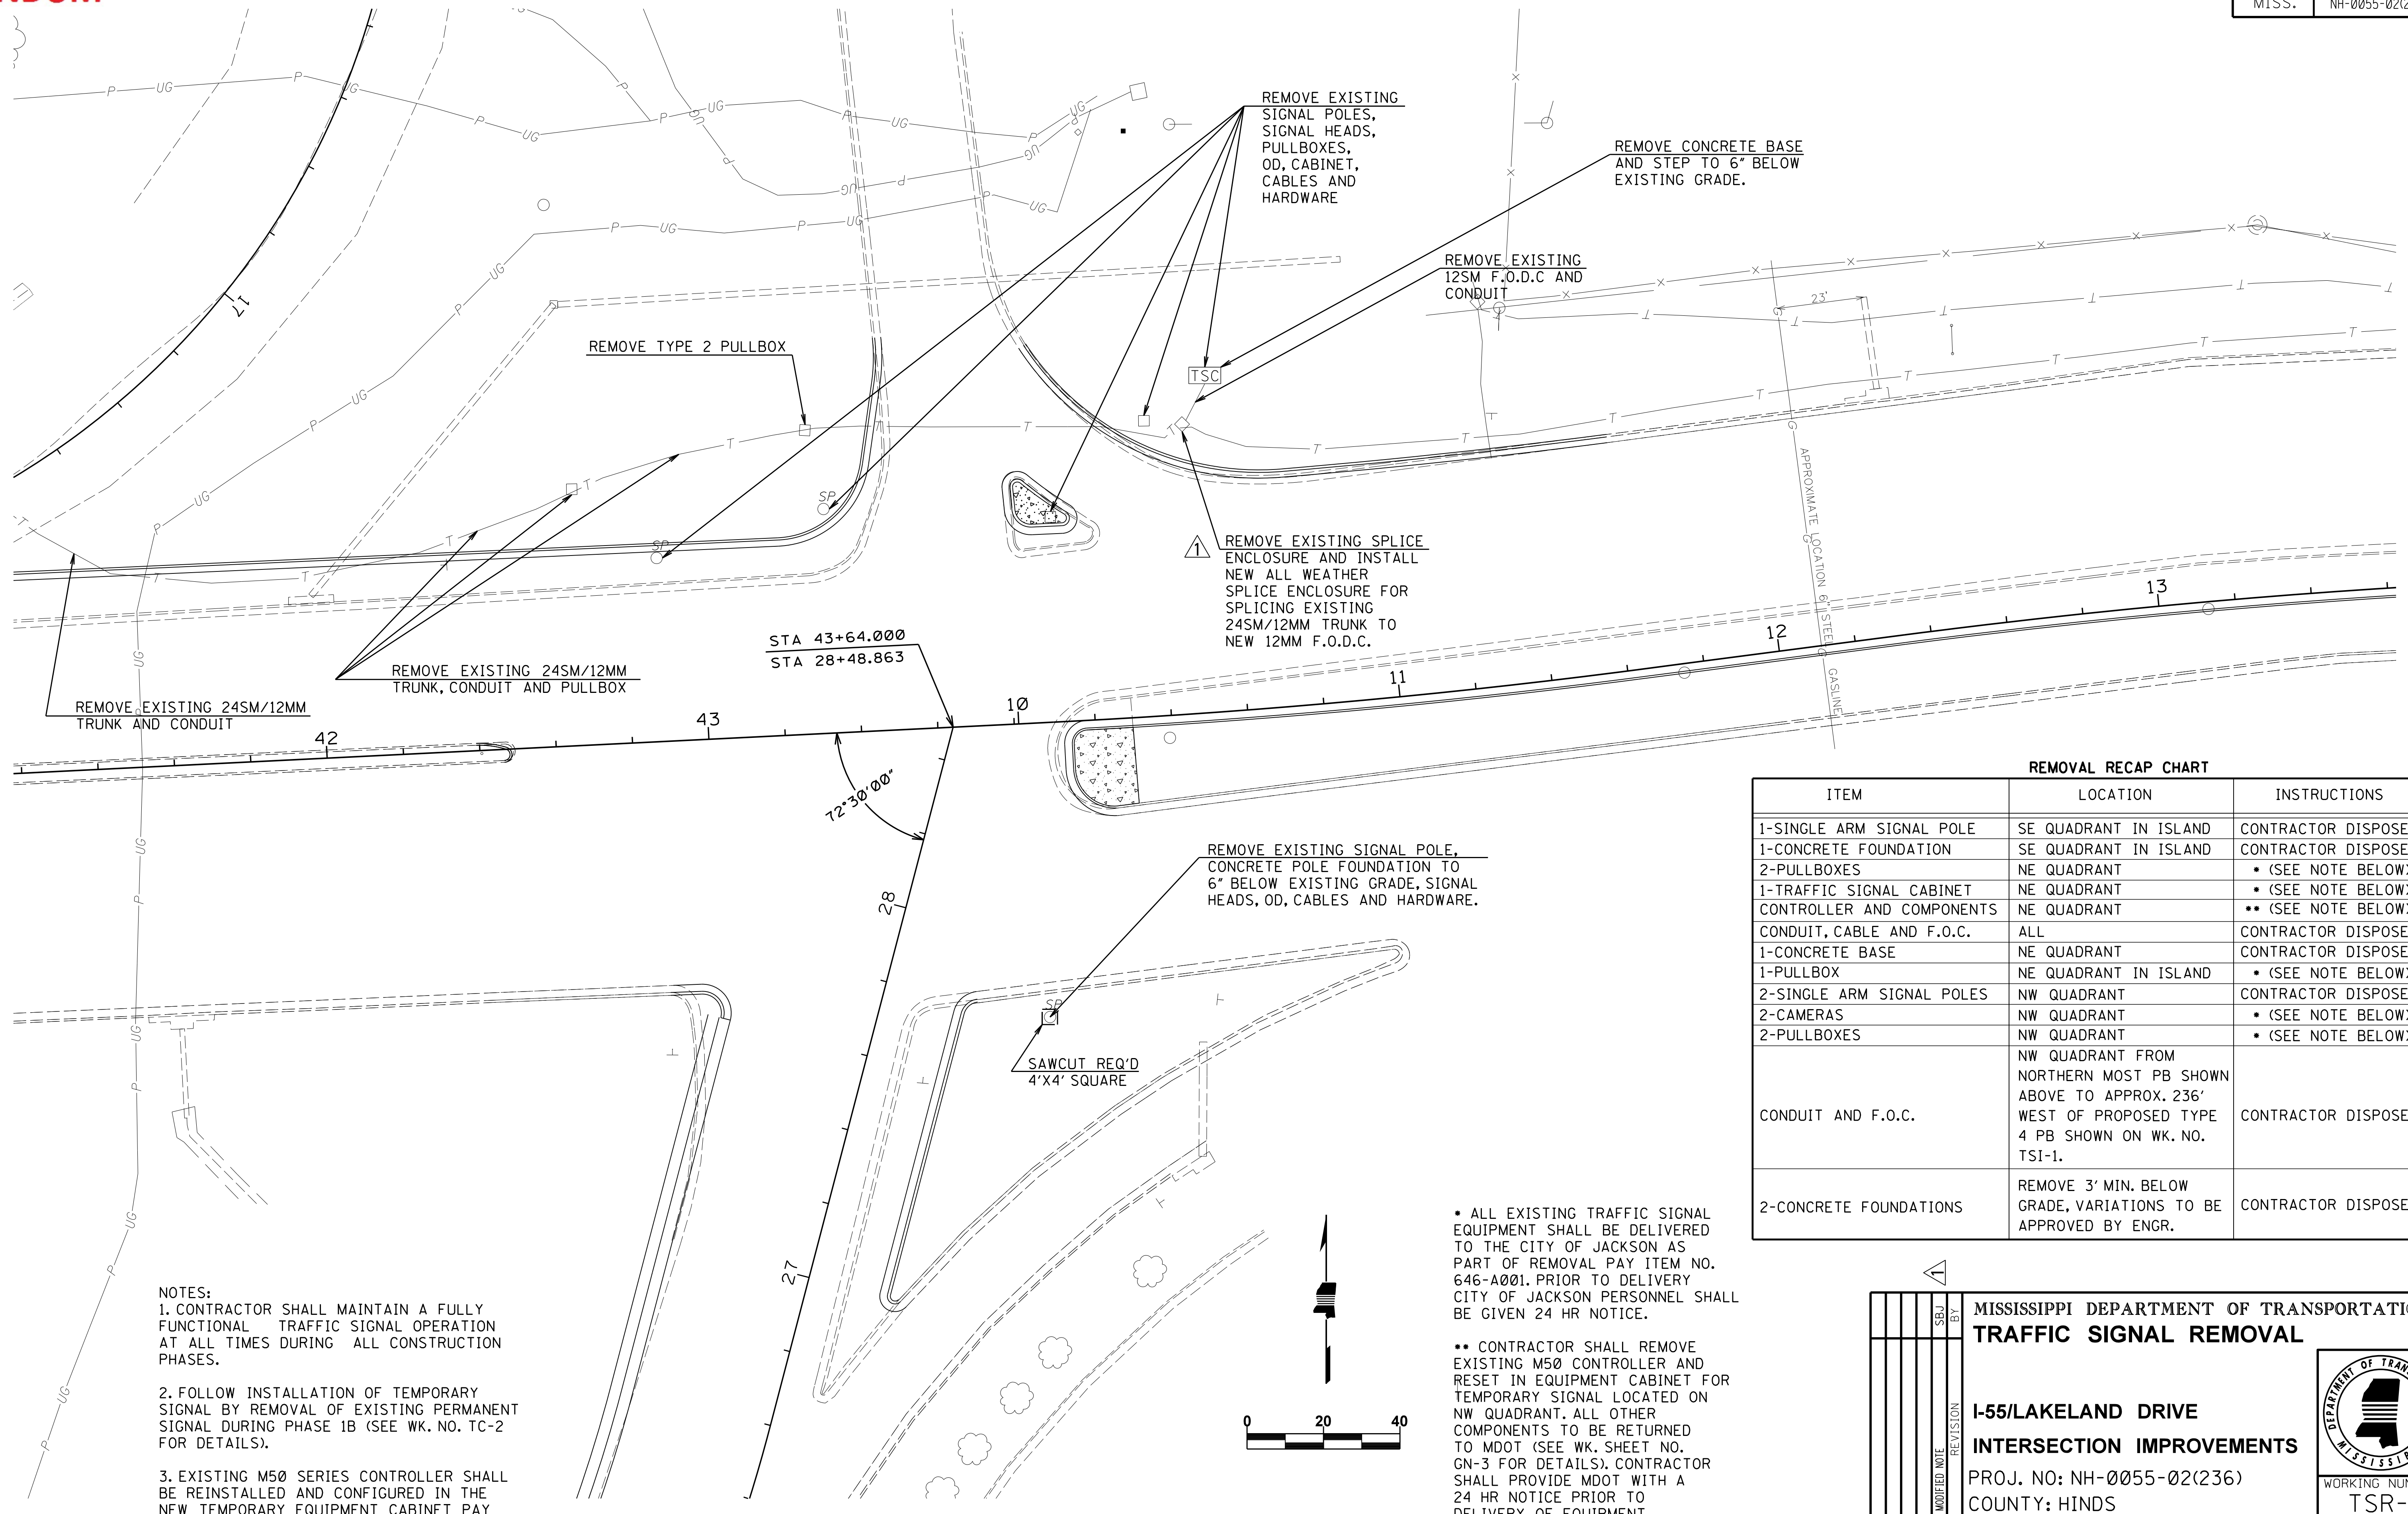 MISS.
REMOVE EXISTING
SIGNAL POLES,
SIGNAL HEADS,
PULLBOXES,
OD, CABINET,
CABLES AND
HARDWARE
REMOVE CONCRETE BASE
AND STEP TO 6" BELOW
EXISTING GRADE.
REMOVE EXISTING
12SM F.O.D.C AND
CONDUIT
23'
REMOVE TYPE 2 PULLBOX
TSC
17
SP
SP
APPROXIMATE LOCATION 6" STEEL GASLINE
1
REMOVE EXISTING SPLICE
ENCLOSURE AND INSTALL
NEW ALL WEATHER
SPLICE ENCLOSURE FOR
SPLICING EXISTING
24SM/12MM TRUNK TO
NEW 12MM F.O.D.C.
STA 43+64.000
STA 28+48.863
REMOVE EXISTING 24SM/12MM
TRUNK, CONDUIT AND PULLBOX
REMOVE EXISTING 24SM/12MM
TRUNK AND CONDUIT
42
43
10
11
12
13
72°30'00"
28
27
REMOVE EXISTING SIGNAL POLE,
CONCRETE POLE FOUNDATION TO
6" BELOW EXISTING GRADE, SIGNAL
HEADS, OD, CABLES AND HARDWARE.
SP
SAWCUT REQ'D
4'X4' SQUARE
REMOVAL RECAP CHART
ITEM LOCATION INSTRUCTIONS
1-SINGLE ARM SIGNAL POLE SE QUADRANT IN ISLAND CONTRACTOR DISPOSE
1-CONCRETE FOUNDATION SE QUADRANT IN ISLAND CONTRACTOR DISPOSE
2-PULLBOXES NE QUADRANT * (SEE NOTE BELOW)
1-TRAFFIC SIGNAL CABINET NE QUADRANT * (SEE NOTE BELOW)
CONTROLLER AND COMPONENTS NE QUADRANT ** (SEE NOTE BELOW)
CONDUIT, CABLE AND F.O.C. ALL CONTRACTOR DISPOSE
1-CONCRETE BASE NE QUADRANT CONTRACTOR DISPOSE
1-PULLBOX NE QUADRANT IN ISLAND * (SEE NOTE BELOW)
2-SINGLE ARM SIGNAL POLES NW QUADRANT CONTRACTOR DISPOSE
2-CAMERAS NW QUADRANT * (SEE NOTE BELOW)
2-PULLBOXES NW QUADRANT * (SEE NOTE BELOW)
NW QUADRANT FROM
NORTHERN MOST PB SHOWN
ABOVE TO APPROX. 236'
CONDUIT AND F.O.C. WEST OF PROPOSED TYPE CONTRACTOR DISPOSE
4 PB SHOWN ON WK. NO.
TSI-1.
REMOVE 3' MIN. BELOW
2-CONCRETE FOUNDATIONS GRADE, VARIATIONS TO BE CONTRACTOR DISPOSE
APPROVED BY ENGR.
NOTES:
1. CONTRACTOR SHALL MAINTAIN A FULLY
FUNCTIONAL TRAFFIC SIGNAL OPERATION
AT ALL TIMES DURING ALL CONSTRUCTION
PHASES.
2. FOLLOW INSTALLATION OF TEMPORARY
SIGNAL BY REMOVAL OF EXISTING PERMANENT
SIGNAL DURING PHASE 1B (SEE WK. NO. TC-2
FOR DETAILS).
3. EXISTING M50 SERIES CONTROLLER SHALL
BE REINSTALLED AND CONFIGURED IN THE
NEW TEMPORARY EQUIPMENT CABINET PAY
0 20 40
* ALL EXISTING TRAFFIC SIGNAL
EQUIPMENT SHALL BE DELIVERED
TO THE CITY OF JACKSON AS
PART OF REMOVAL PAY ITEM NO.
646-A001. PRIOR TO DELIVERY
CITY OF JACKSON PERSONNEL SHALL
BE GIVEN 24 HR NOTICE.
** CONTRACTOR SHALL REMOVE
EXISTING M50 CONTROLLER AND
RESET IN EQUIPMENT CABINET FOR
TEMPORARY SIGNAL LOCATED ON
NW QUADRANT. ALL OTHER
COMPONENTS TO BE RETURNED
TO MDOT (SEE WK. SHEET NO.
GN-3 FOR DETAILS). CONTRACTOR
SHALL PROVIDE MDOT WITH A
24 HR NOTICE PRIOR TO
DELIVERY OF EQUIPMENT
1
SBJ
BY
MODIFIED NOTE
REVISION
MISSISSIPPI DEPARTMENT OF TRANSPORTATI
TRAFFIC SIGNAL REMOVAL
I-55/LAKELAND DRIVE
INTERSECTION IMPROVEMENTS
PROJ. NO: NH-0055-02(236)
COUNTY: HINDS
DEPARTMENT OF TRAN
MISSISSIP
WORKING NU
TSR-